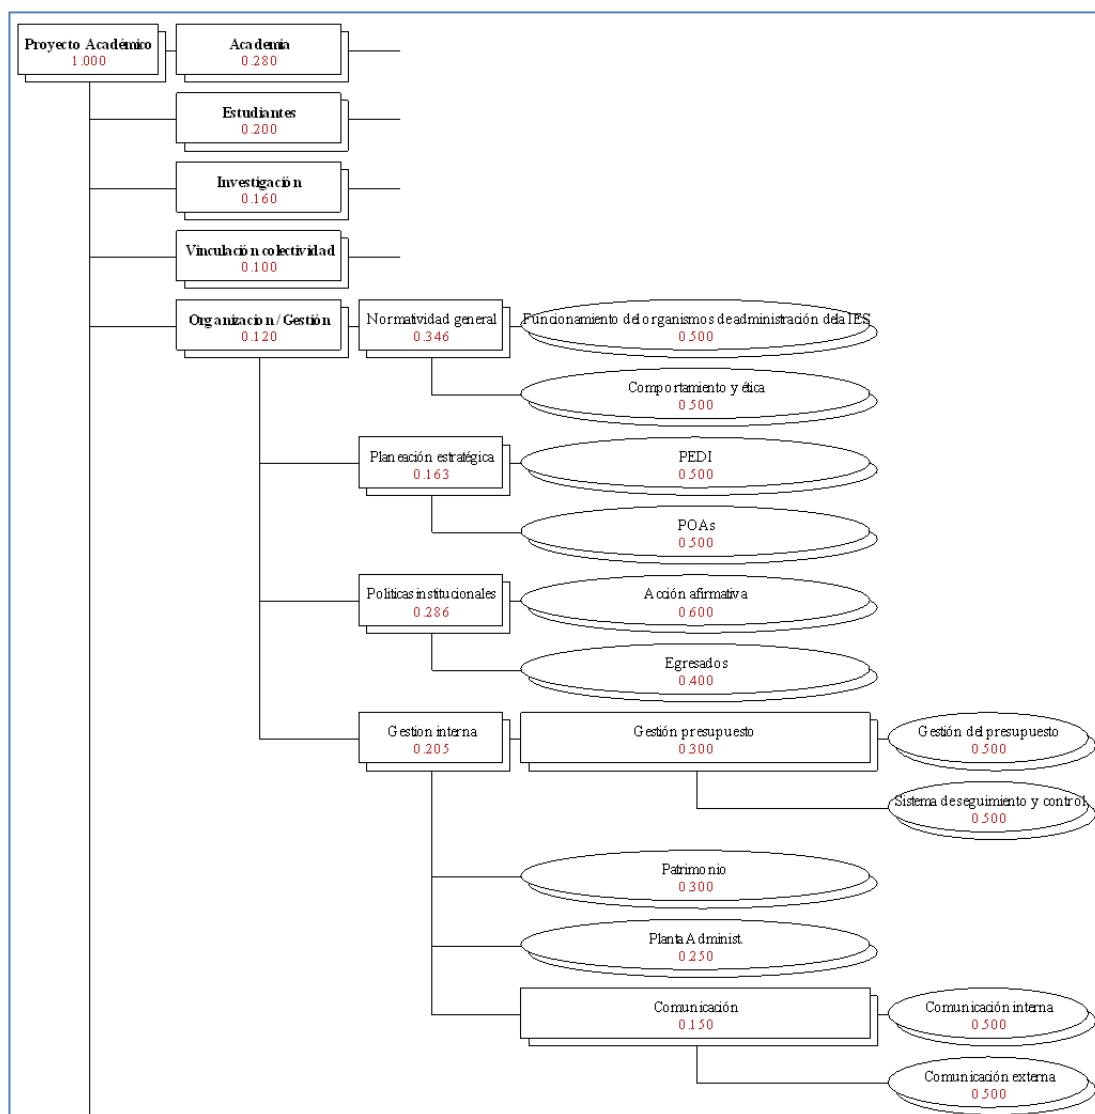 Proyecto Académico
1.000
Academia
0.280
Estudiantes
0.200
Investigación
0.160
Vinculación colectividad
0.100
Organizacion / Gestión
0.120
Normatividad general
0.346
Funcionamiento del organismos de administración de la IES
0.500
Comportamiento y ética
0.500
Planeación estratégica
0.163
PEDI
0.500
POAs
0.500
Politicas institucionales
0.286
Acción afirmativa
0.600
Egresados
0.400
Gestion interna
0.205
Gestión presupuesto
0.300
Gestión del presupuesto
0.500
Sistema de seguimiento y control
0.500
Patrimonio
0.300
Planta Administ.
0.250
Comunicación
0.150
Comunicación interna
0.500
Comunicación externa
0.500